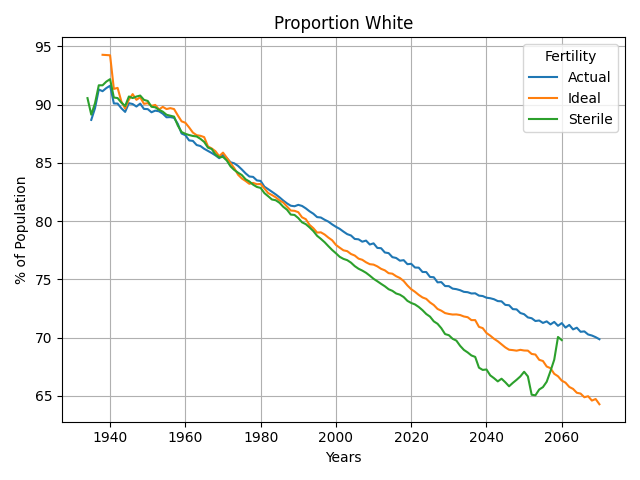 Proportion White
Fertility
Actual
Ideal
Sterile
% of Population
95
90
85
80
75
70
65
1940 1960 1980 2000 2020 2040 2060
Years